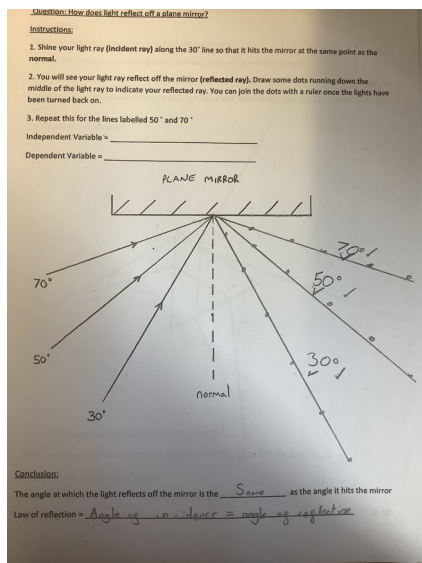 Question: How does light reflect off a plane mirror?
Instructions:
1. Shine your light ray (incident ray) along the 30° line so that it hits the mirror at the same point as the
normal.
2. You will see your light ray reflect off the mirror (reflected ray). Draw some dots running down the
middle of the light ray to indicate your reflected ray. You can join the dots with a ruler once the lights have
been turned back on.
3. Repeat this for the lines labelled 50 ° and 70 °
Independent Variable =
Dependent Variable =
PLANE MIRROR
70°
70°
50°
50°
30°
normal
30°
Conclusion:
The angle at which the light reflects off the mirror is the Same as the angle it hits the mirror
Law of reflection = Angle of incidence = angle of reflection